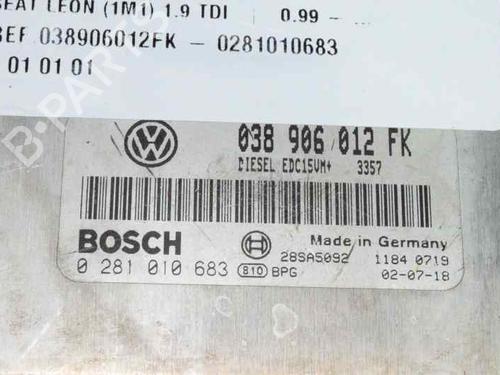 SEAT LEON (1M1) 1.9 TDI 0.99 - ...
REF 038906012FK - 0281010683
01 01 01
B-PARTS
038 906 012 FK
DIESEL EDC15VM+ 3357
BOSCH
Made in Germany
28SA5092 1184 0719
0 281 010 683 810 BPG 02-07-18